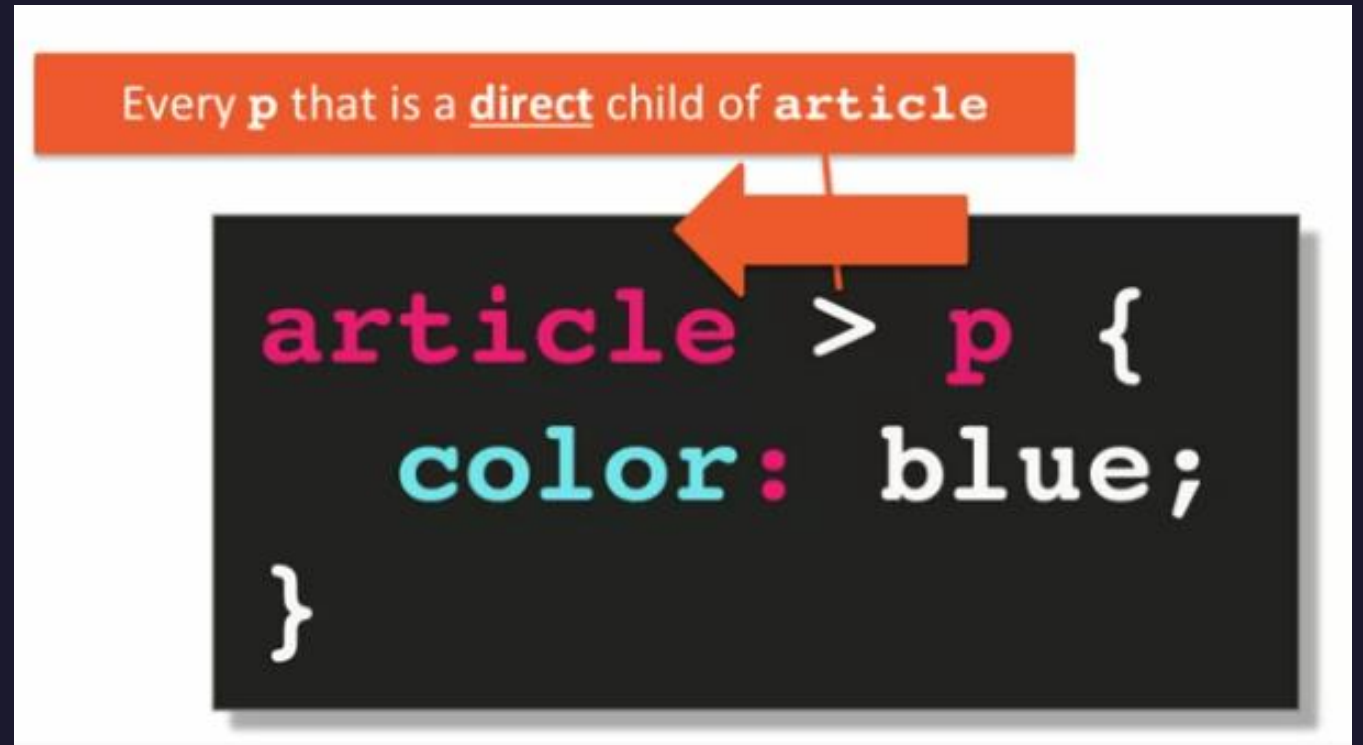 Every p that is a direct child of article
article > p {
color: blue;
}